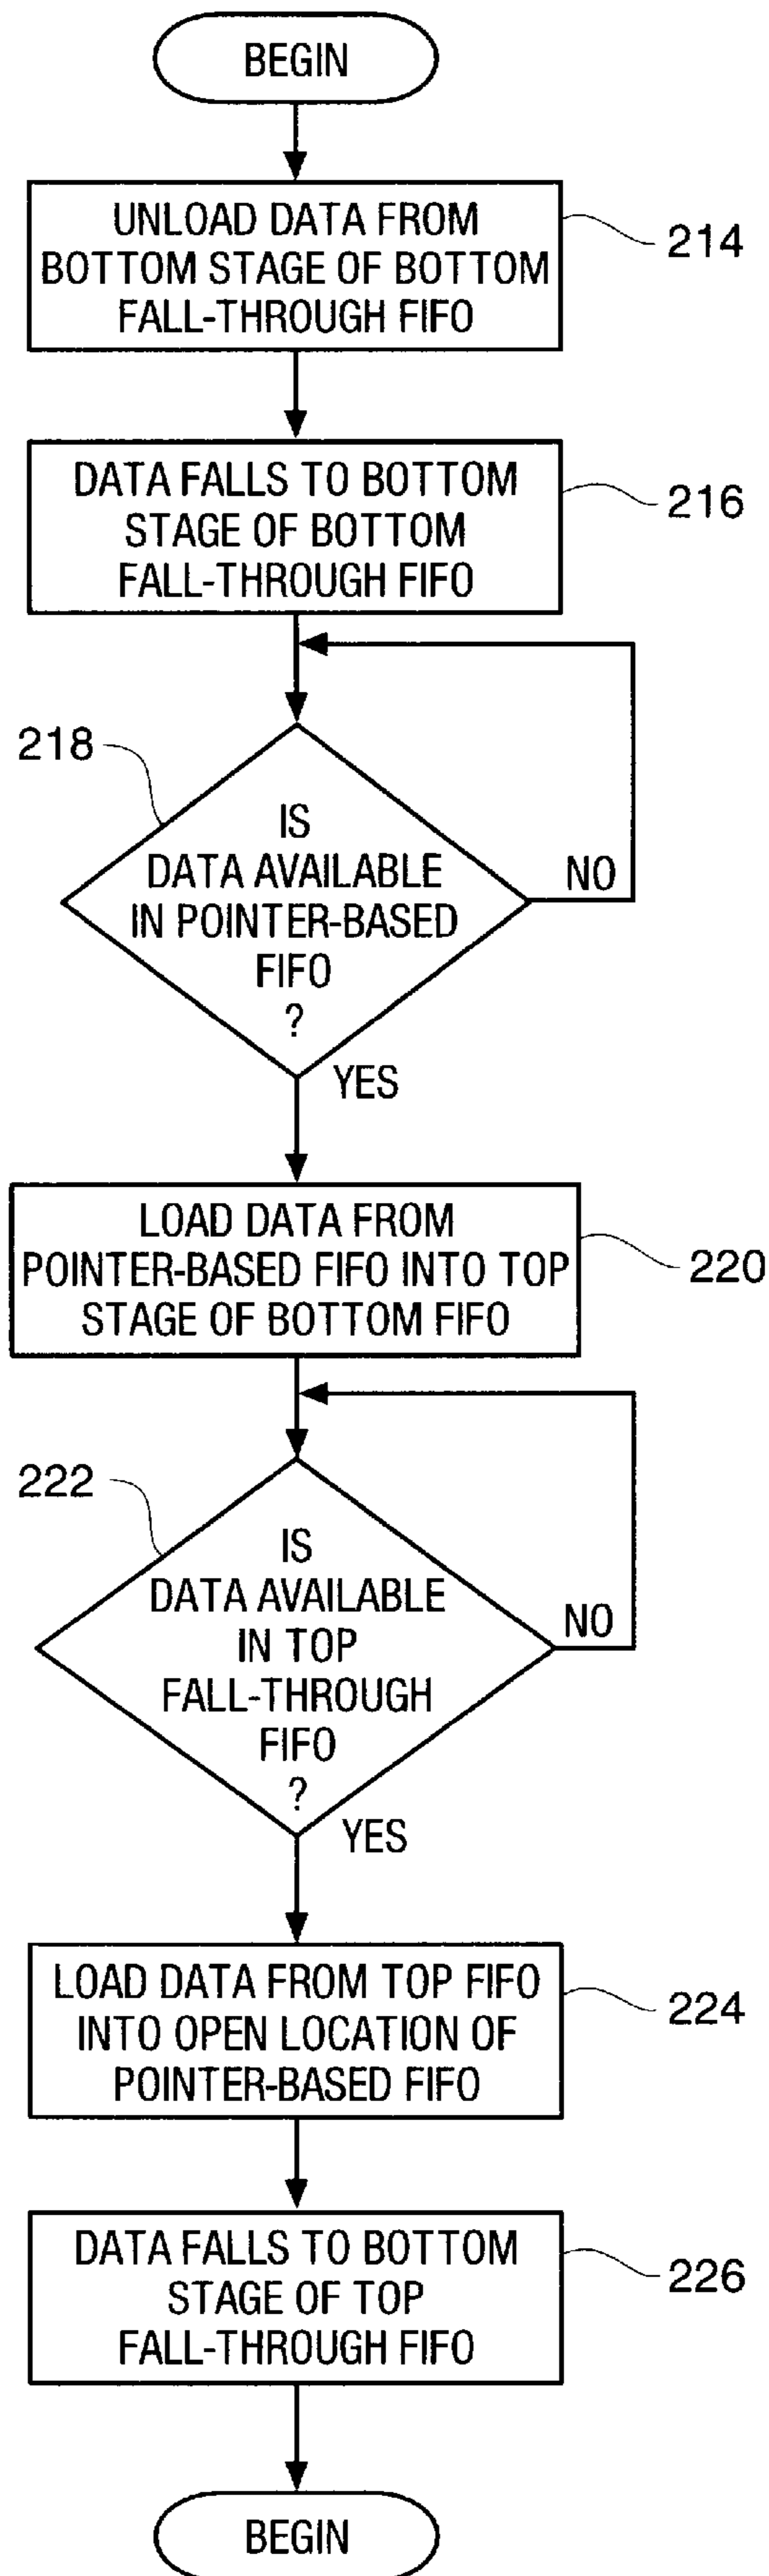 BEGIN
UNLOAD DATA FROM
BOTTOM STAGE OF BOTTOM
FALL-THROUGH FIFO
214
DATA FALLS TO BOTTOM
STAGE OF BOTTOM
FALL-THROUGH FIFO
216
218
IS
DATA AVAILABLE
IN POINTER-BASED
FIFO
?
NO
YES
LOAD DATA FROM
POINTER-BASED FIFO INTO TOP
STAGE OF BOTTOM FIFO
220
222
IS
DATA AVAILABLE
IN TOP
FALL-THROUGH
FIFO
?
NO
YES
LOAD DATA FROM TOP FIFO
INTO OPEN LOCATION OF
POINTER-BASED FIFO
224
DATA FALLS TO BOTTOM
STAGE OF TOP
FALL-THROUGH FIFO
226
BEGIN